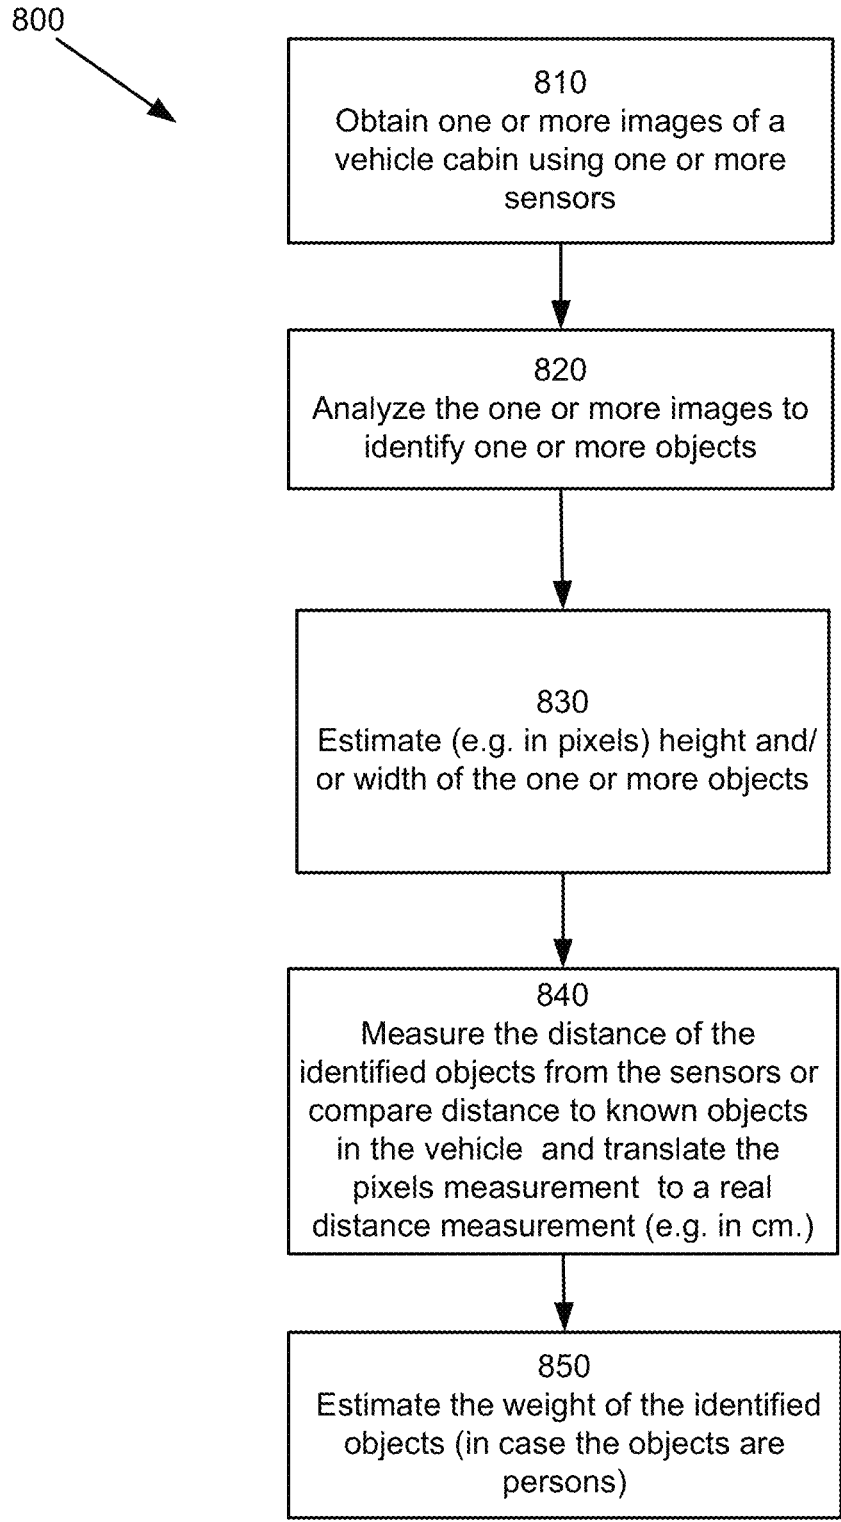 800
810
Obtain one or more images of a
vehicle cabin using one or more
sensors
820
Analyze the one or more images to
identify one or more objects
830
Estimate (e.g. in pixels) height and/
or width of the one or more objects
840
Measure the distance of the
identified objects from the sensors or
compare distance to known objects
in the vehicle and translate the
pixels measurement to a real
distance measurement (e.g. in cm.)
850
Estimate the weight of the identified
objects (in case the objects are
persons)